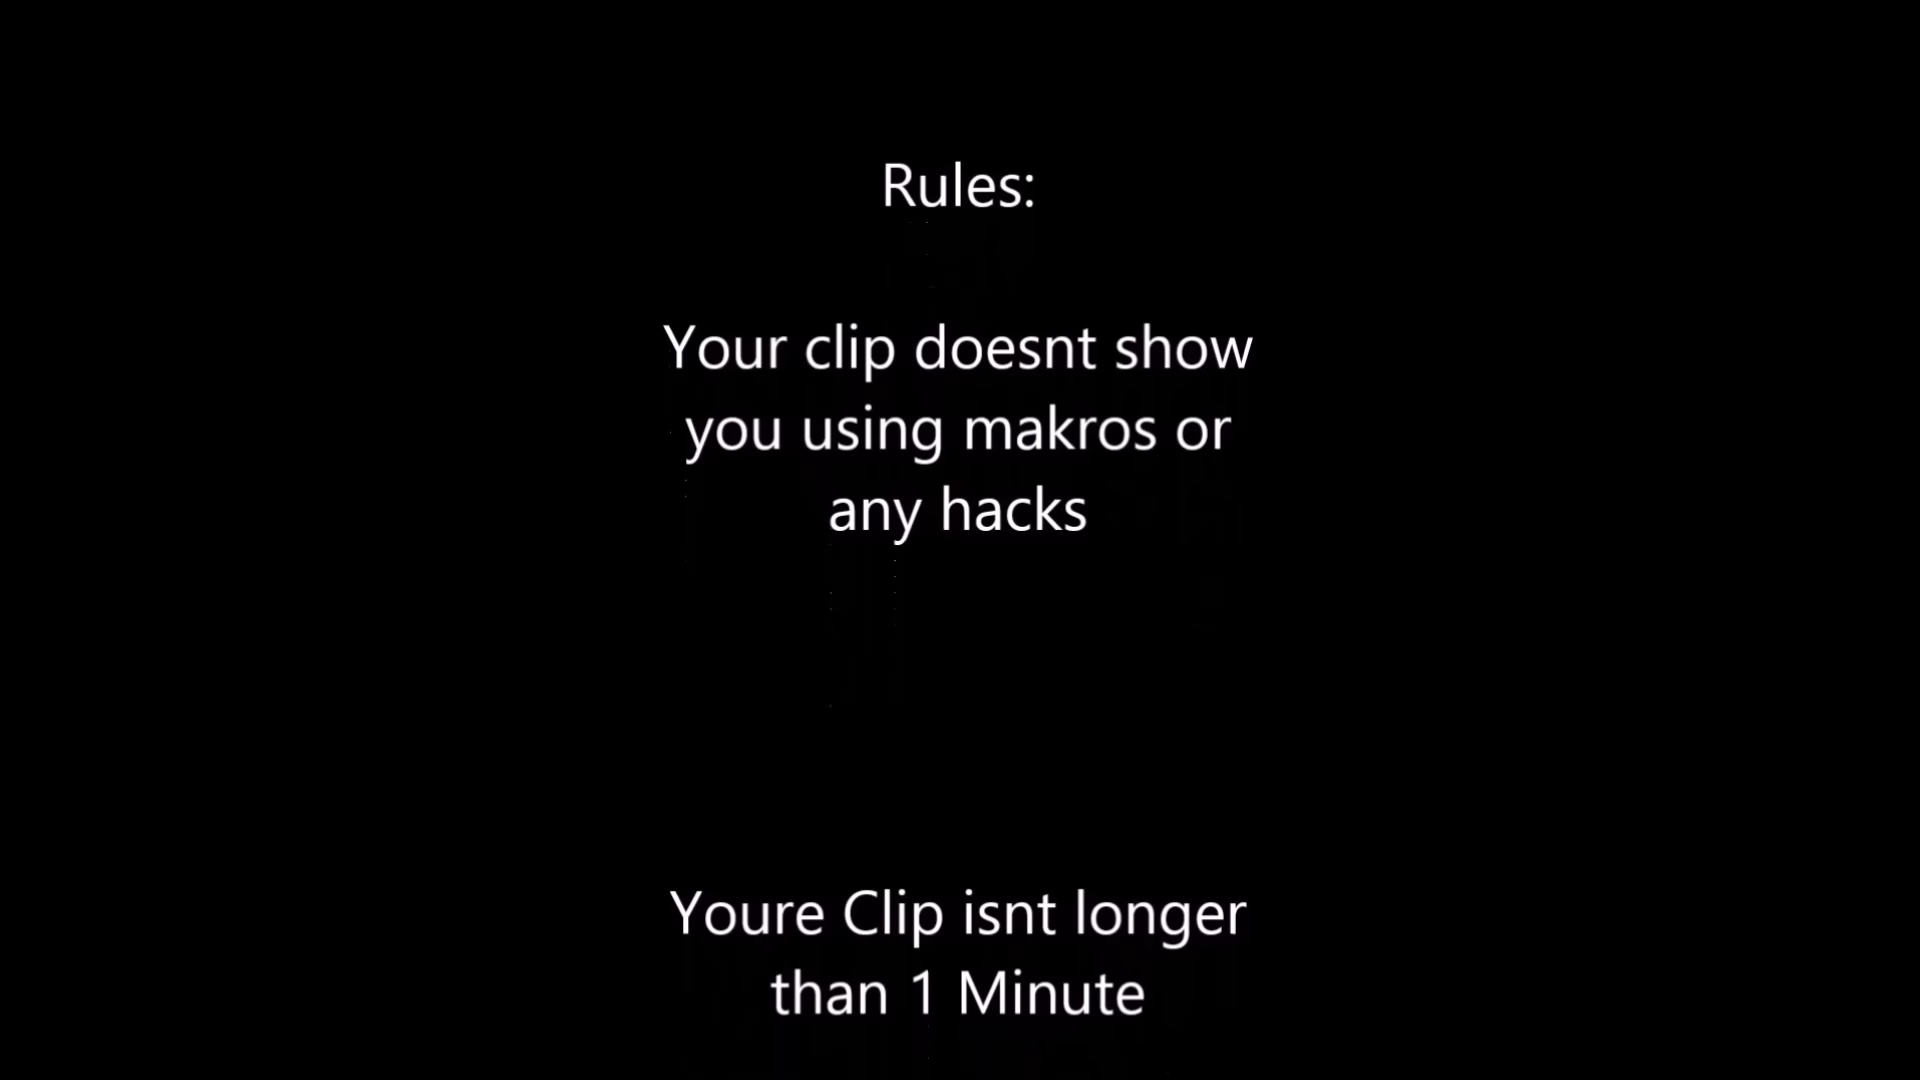 Rules:
Your clip doesnt show
you using makros or
any hacks
Youre Clip isnt longer
than 1 Minute